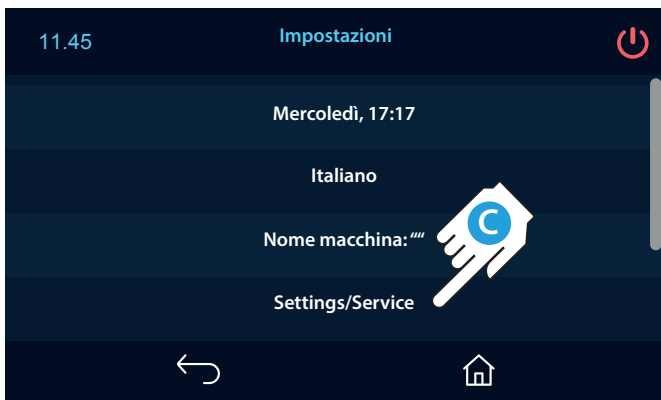 11.45
Impostazioni
Mercoledì, 17:17
Italiano
Nome macchina: ""
C
Settings/Service